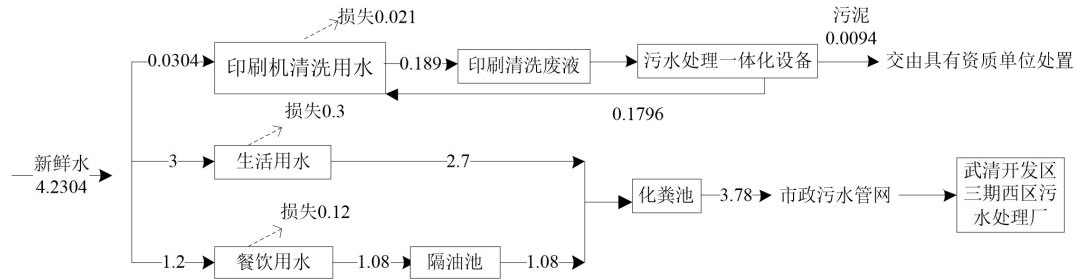 损失0.021
污泥
0.0094
0.0304
印刷机清洗用水
0.189
印刷清洗废液
污水处理一体化设备
交由具有资质单位处置
0.1796
损失0.3
新鲜水
4.2304
3
生活用水
2.7
化粪池
3.78
市政污水管网
武清开发区
三期西区污
水处理厂
损失0.12
1.2
餐饮用水
1.08
隔油池
1.08